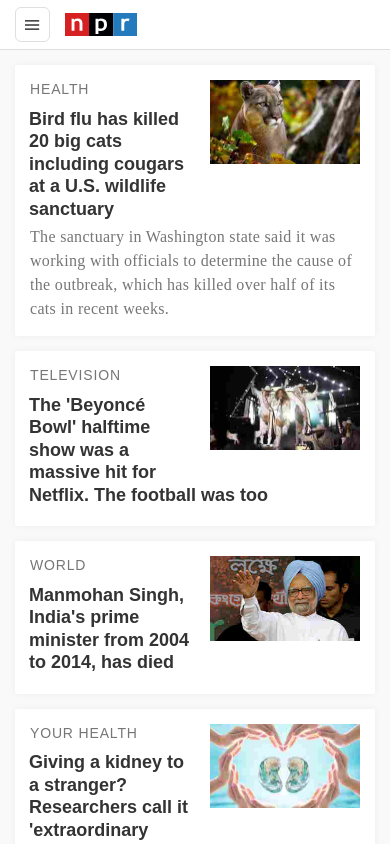 npr
HEALTH
Bird flu has killed
20 big cats
including cougars
at a U.S. wildlife
sanctuary
The sanctuary in Washington state said it was
working with officials to determine the cause of
the outbreak, which has killed over half of its
cats in recent weeks.
TELEVISION
The 'Beyoncé
Bowl' halftime
show was a
massive hit for
Netflix. The football was too
WORLD
Manmohan Singh,
India's prime
minister from 2004
to 2014, has died
YOUR HEALTH
Giving a kidney to
a stranger?
Researchers call it
'extraordinary